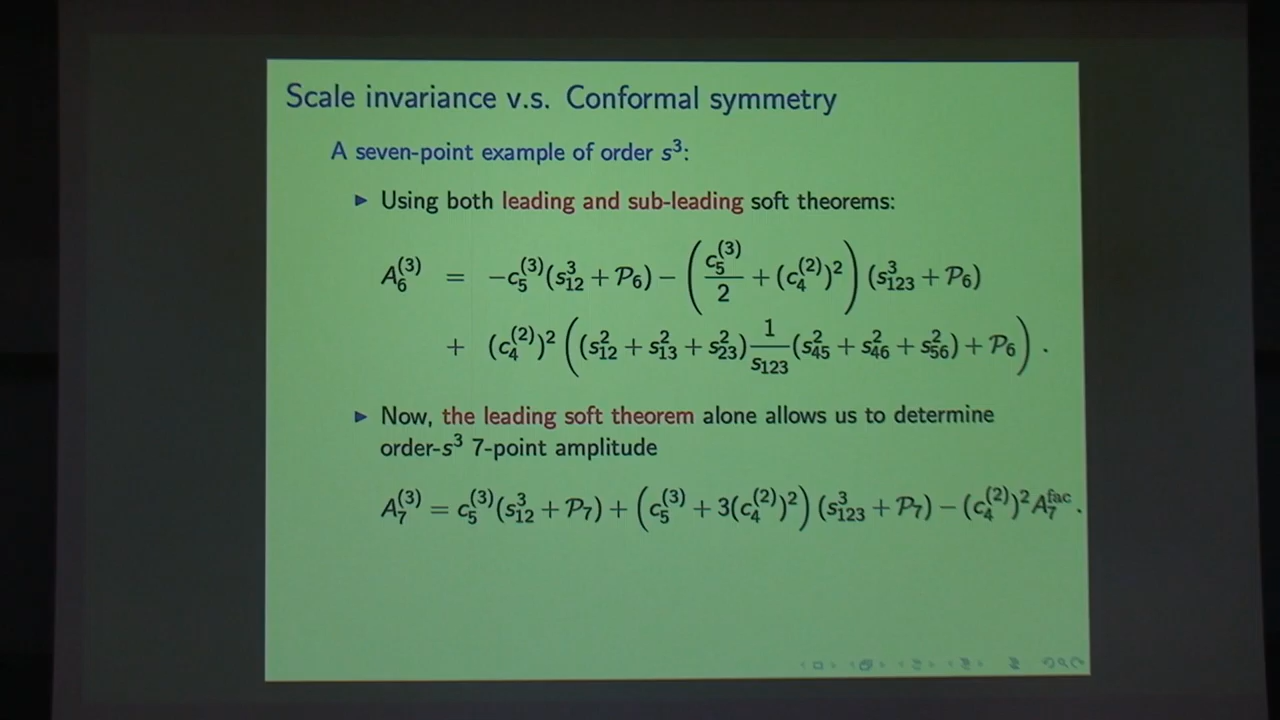 Scale invariance v.s. Conformal symmetry
A seven-point example of order s³:
▶ Using both leading and sub-leading soft theorems:
A₆⁽³⁾ = −c₅⁽³⁾(s₁₂³ + 𝒫₆) − (c₅⁽³⁾/2 + (c₄⁽²⁾)²) (s₁₂₃³ + 𝒫₆)
+ (c₄⁽²⁾)² ((s₁₂² + s₁₃² + s₂₃²) 1/s₁₂₃ (s₄₅² + s₄₆² + s₅₆²) + 𝒫₆) .
▶ Now, the leading soft theorem alone allows us to determine
order-s³ 7-point amplitude
A₇⁽³⁾ = c₅⁽³⁾(s₁₂³ + 𝒫₇) + (c₅⁽³⁾ + 3(c₄⁽²⁾)²) (s₁₂₃³ + 𝒫₇) − (c₄⁽²⁾)² A₇ᶠᵃᶜ .